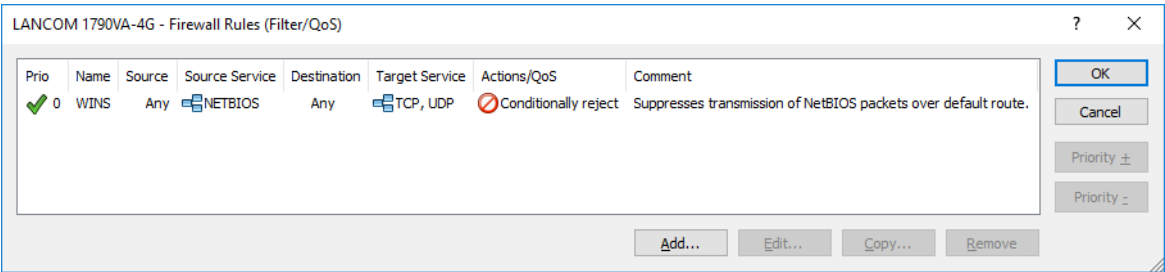 LANCOM 1790VA-4G - Firewall Rules (Filter/QoS) ?
Prio Name Source Source Service Destination Target Service Actions/QoS Comment
0 WINS Any NETBIOS Any TCP, UDP Conditionally reject Suppresses transmission of NetBIOS packets over default route.
OK
Cancel
Priority +
Priority -
Add... Edit... Copy... Remove